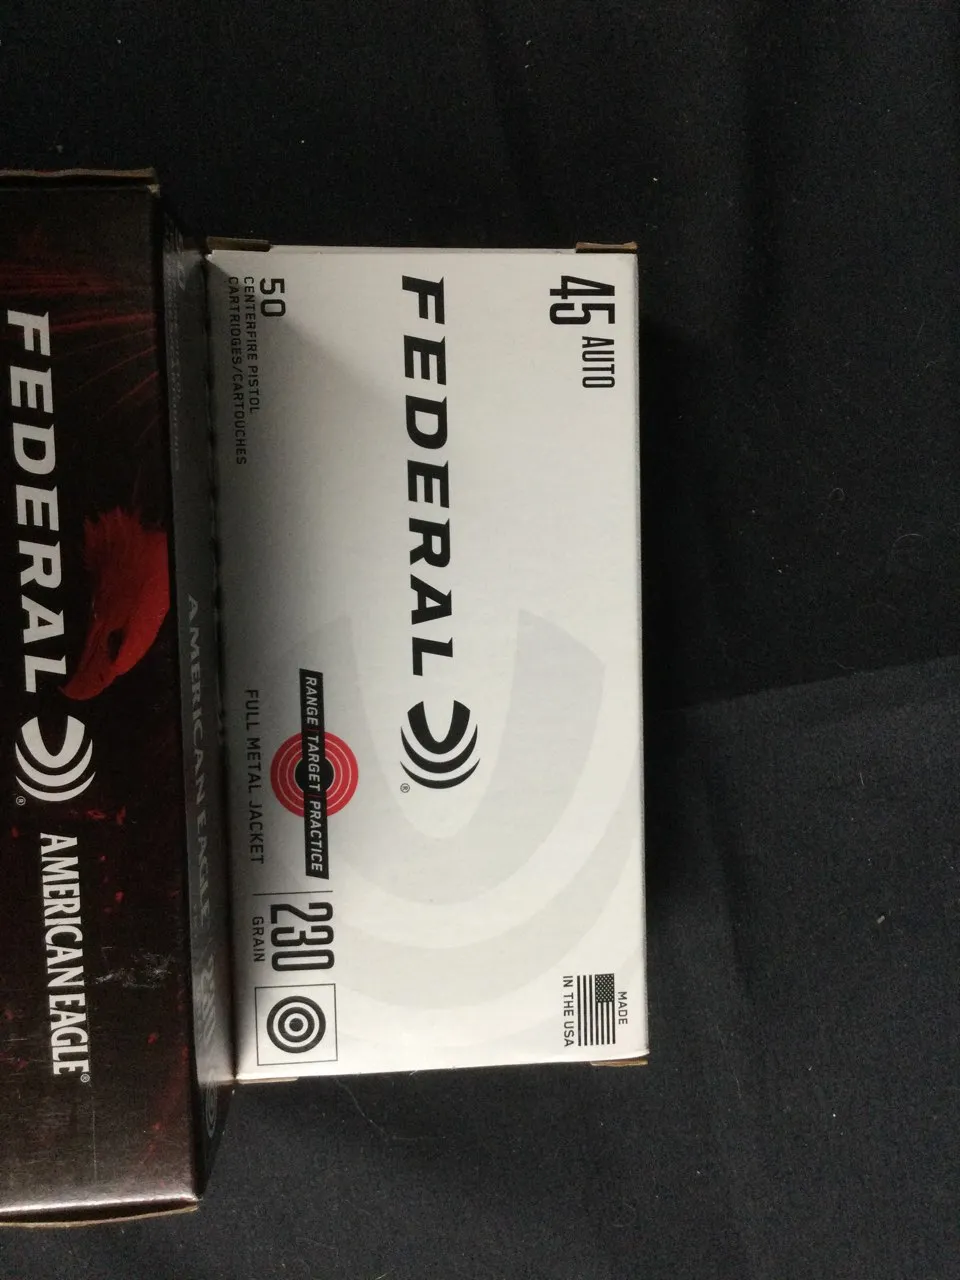 45 AUTO
FEDERAL ®
RANGE | TARGET | PRACTICE
50
CENTERFIRE PISTOL
CARTRIDGES/CARTOUCHES
FULL METAL JACKET
230
GRAIN
MADE
IN THE USA
AMERICAN EAGLE
FEDERAL ® AMERICAN EAGLE®